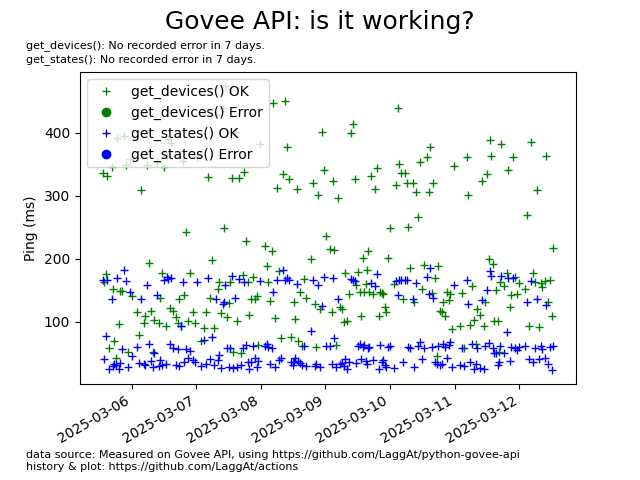 Govee API: is it working?
get_devices(): No recorded error in 7 days.
get_states(): No recorded error in 7 days.
get_devices() OK
get_devices() Error
get_states() OK
get_states() Error
400
300
200
100
Ping (ms)
2025-03-06
2025-03-07
2025-03-08
2025-03-09
2025-03-10
2025-03-11
2025-03-12
data source: Measured on Govee API, using https://github.com/LaggAt/python-govee-api
history & plot: https://github.com/LaggAt/actions